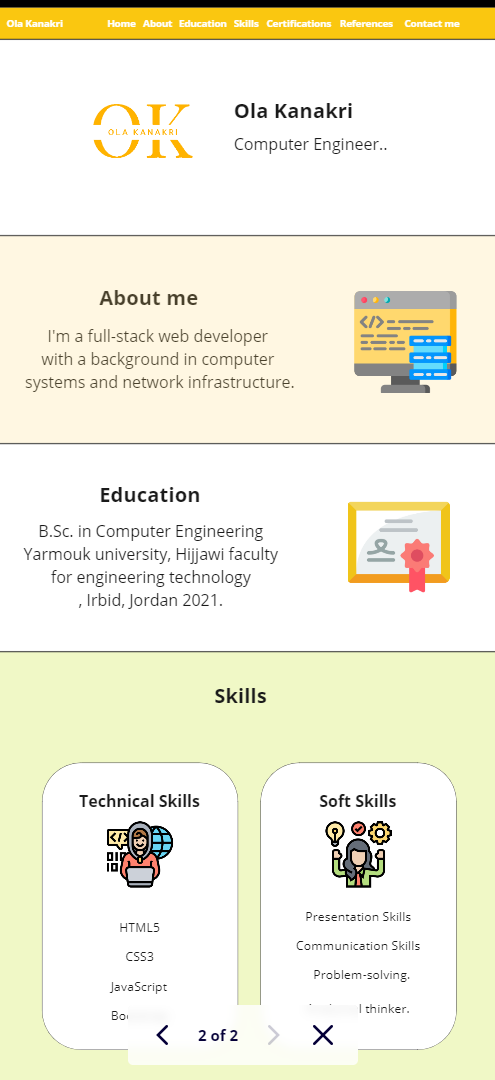 Ola Kanakri Home About Education Skills Certifications References Contact me
OK
OLA KANAKRI
Ola Kanakri
Computer Engineer..
About me
I'm a full-stack web developer
with a background in computer
systems and network infrastructure.
Education
B.Sc. in Computer Engineering
Yarmouk university, Hijjawi faculty
for engineering technology
, Irbid, Jordan 2021.
Skills
Technical Skills
HTML5
CSS3
JavaScript
Soft Skills
Presentation Skills
Communication Skills
Problem-solving.
thinker.
2 of 2